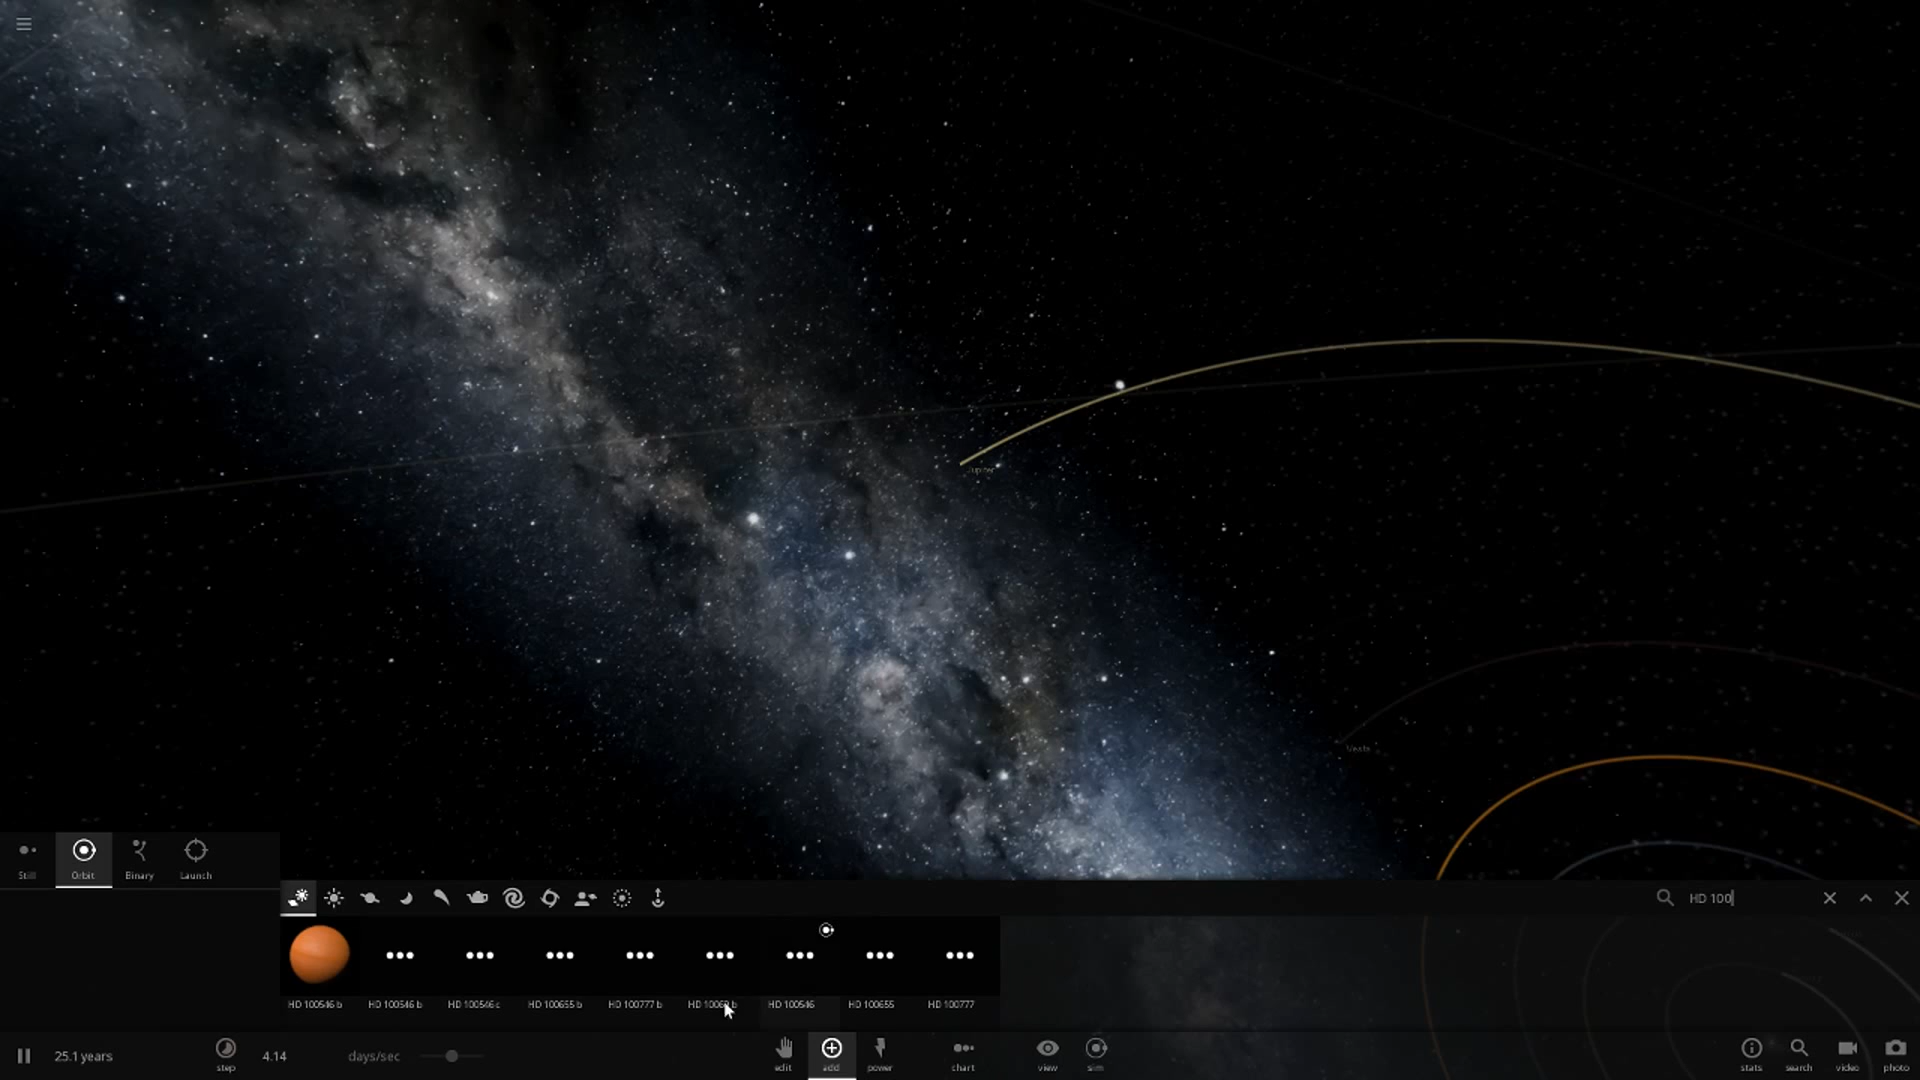 Jupiter
Vesta
Still
Orbit
Binary
Launch
HD 100
HD 100546 b
HD 100546 b
HD 100546 c
HD 100655 b
HD 100777 b
HD 100546
HD 100655
HD 100777
25.1 years
step
4.14
days/sec
edit
add
power
chart
view
sim
stats
search
video
photo